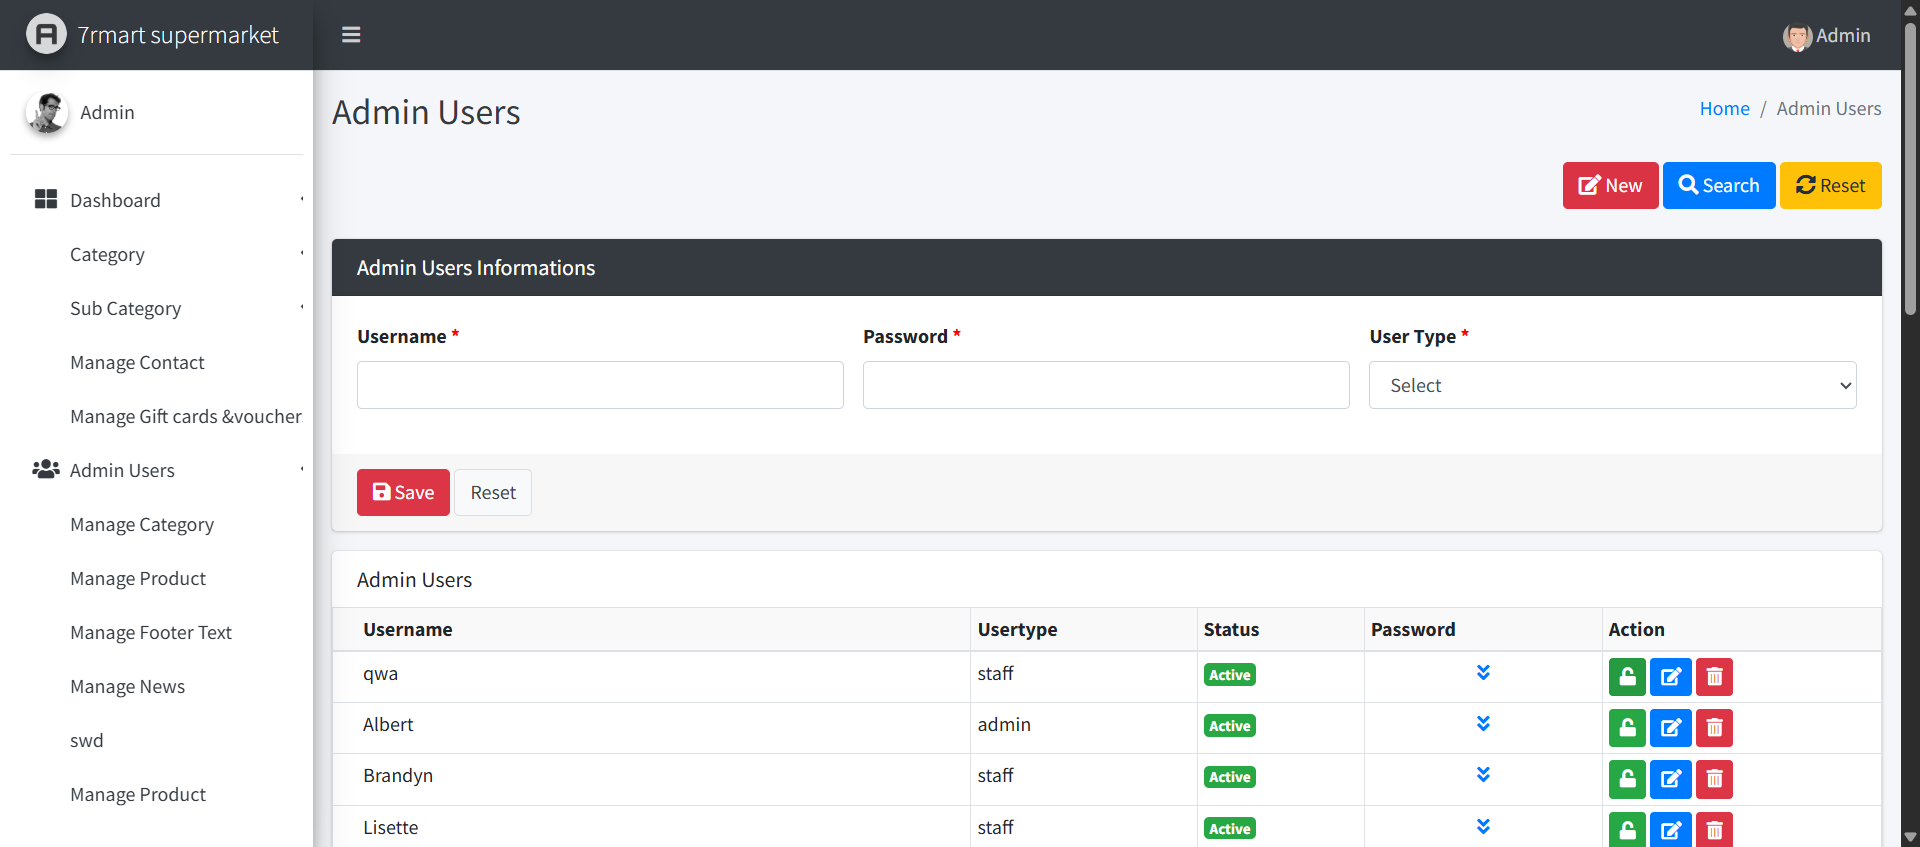 7rmart supermarket
Admin
Admin
Dashboard
Category
Sub Category
Manage Contact
Manage Gift cards &voucher
Admin Users
Manage Category
Manage Product
Manage Footer Text
Manage News
swd
Manage Product
Admin Users
Home / Admin Users
New Search Reset
Admin Users Informations
Username * Password * User Type *
Select
Save Reset
Admin Users
Username Usertype Status Password Action
qwa staff Active
Albert admin Active
Brandyn staff Active
Lisette staff Active